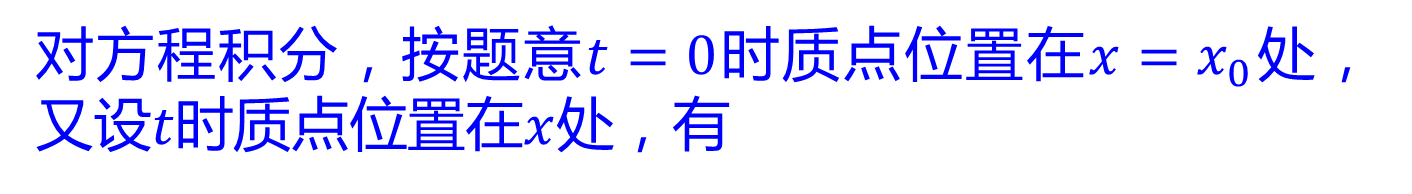 对方程积分，按题意𝑡 = 0时质点位置在𝑥 = 𝑥₀处，
又设𝑡时质点位置在𝑥处，有